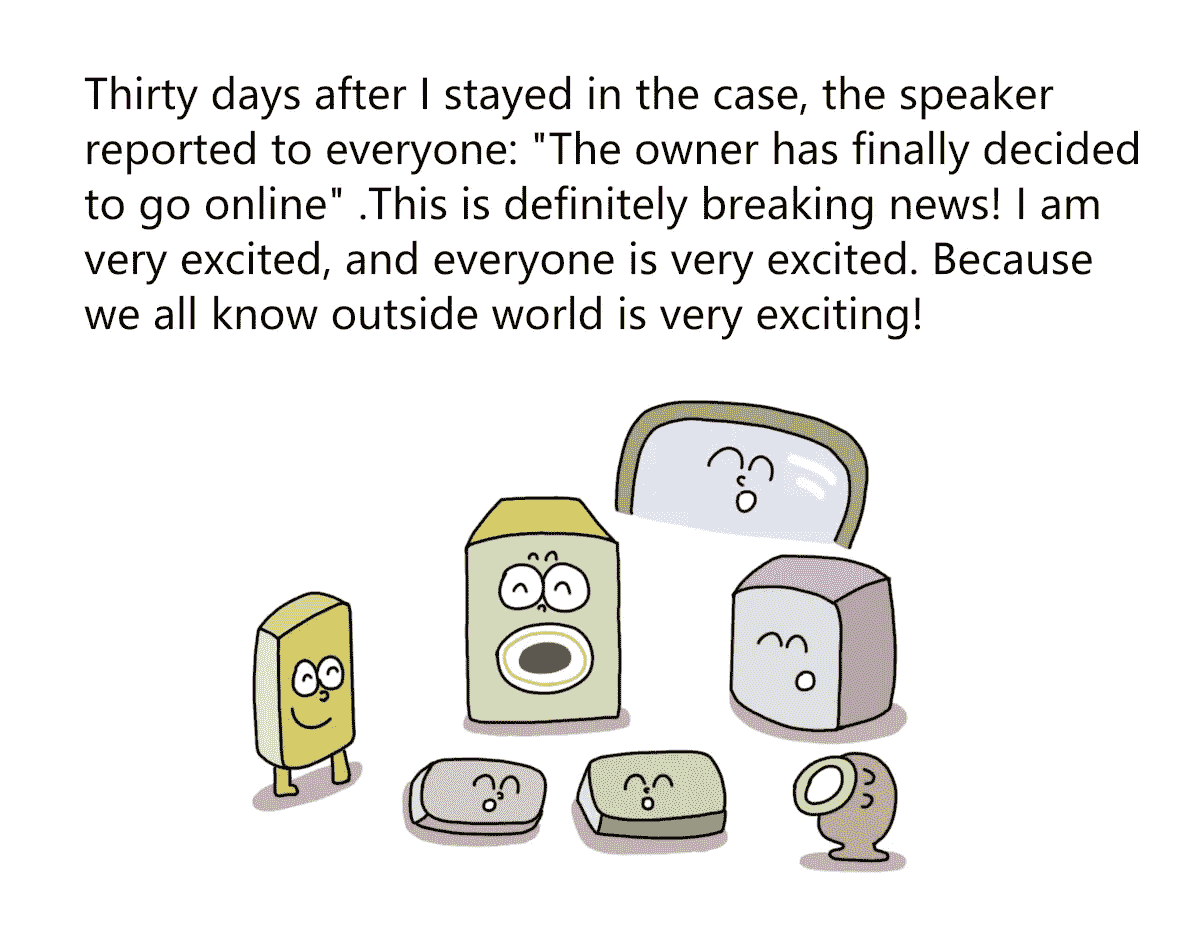 Thirty days after I stayed in the case, the speaker
reported to everyone: "The owner has finally decided
to go online" .This is definitely breaking news! I am
very excited, and everyone is very excited. Because
we all know outside world is very exciting!